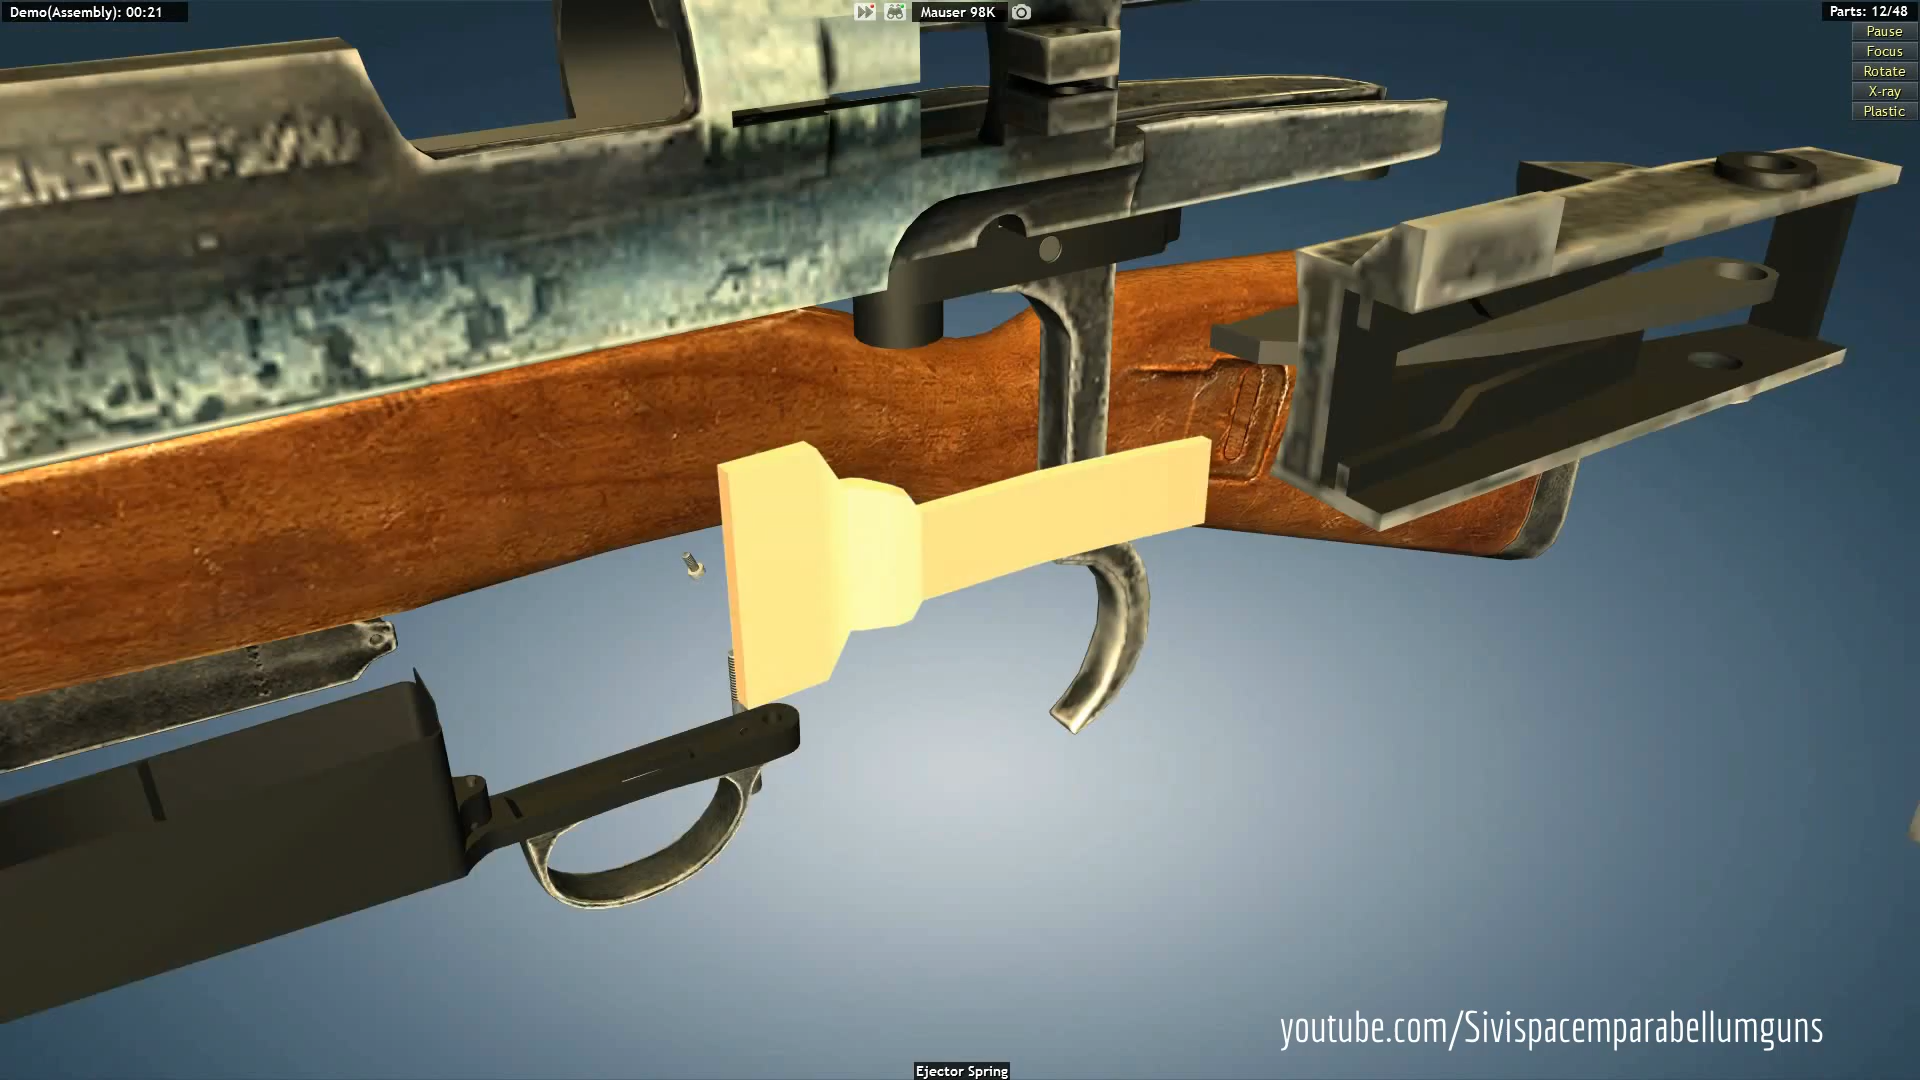 Demo(Assembly): 00:21
Mauser 98K
Parts: 12/48
Pause
Focus
Rotate
X-ray
Plastic
youtube.com/Sivispacemparabellumguns
Ejector Spring